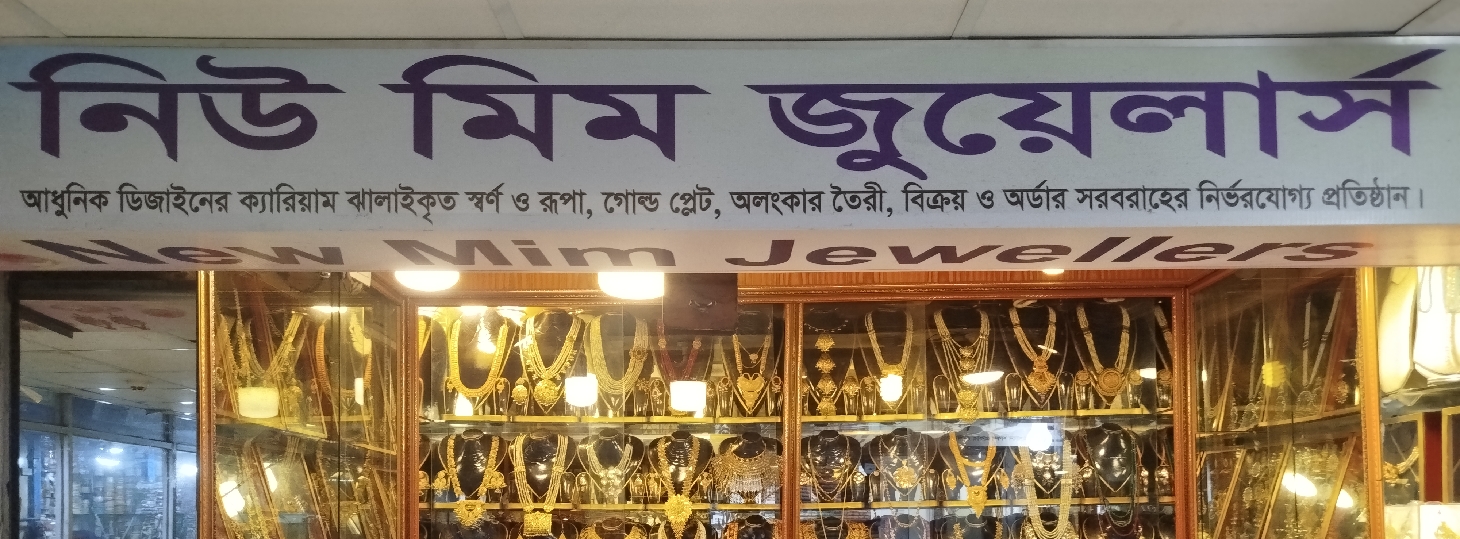 নিউ মিম জুয়েলার্স
আধুনিক ডিজাইনের ক্যারিয়াম ঝালাইকৃত স্বর্ণ ও রূপা, গোল্ড প্লেট, অলংকার তৈরী, বিক্রয় ও অর্ডার সরবরাহের নির্ভরযোগ্য প্রতিষ্ঠান।
New Mim Jewellers